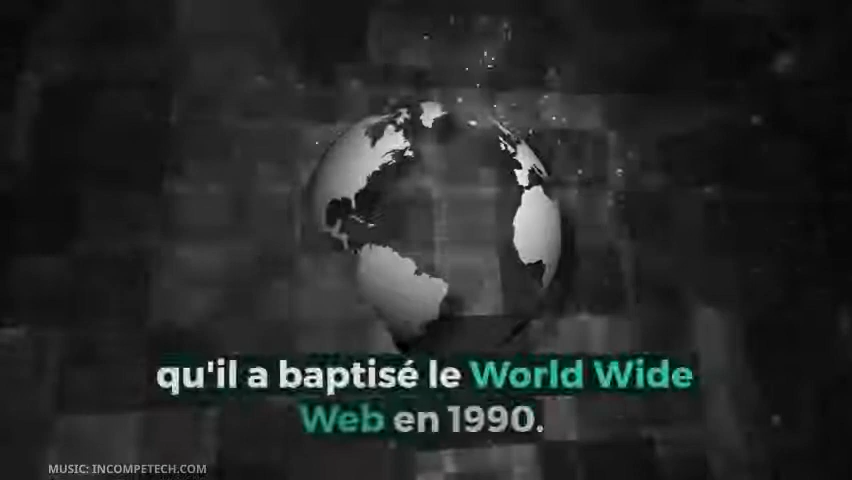 qu'il a baptisé le World Wide
Web en 1990.
MUSIC: INCOMPETECH.COM